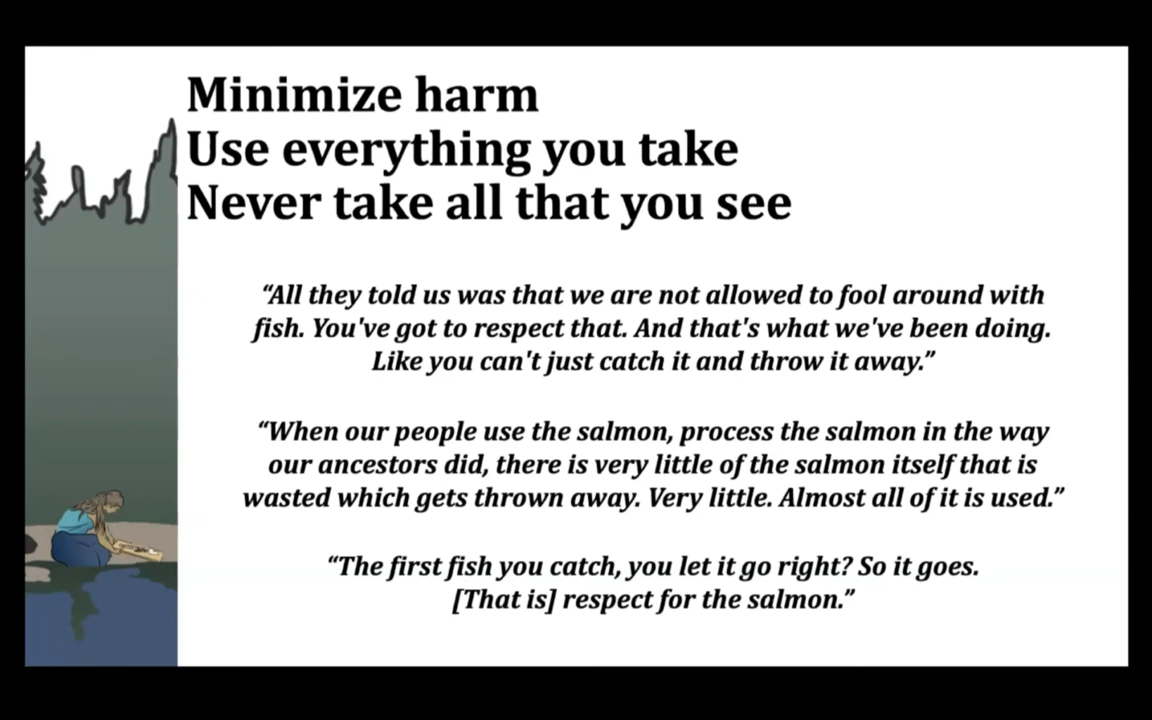 Minimize harm
Use everything you take
Never take all that you see
“All they told us was that we are not allowed to fool around with
fish. You've got to respect that. And that's what we've been doing.
Like you can't just catch it and throw it away.”
“When our people use the salmon, process the salmon in the way
our ancestors did, there is very little of the salmon itself that is
wasted which gets thrown away. Very little. Almost all of it is used.”
“The first fish you catch, you let it go right? So it goes.
[That is] respect for the salmon.”